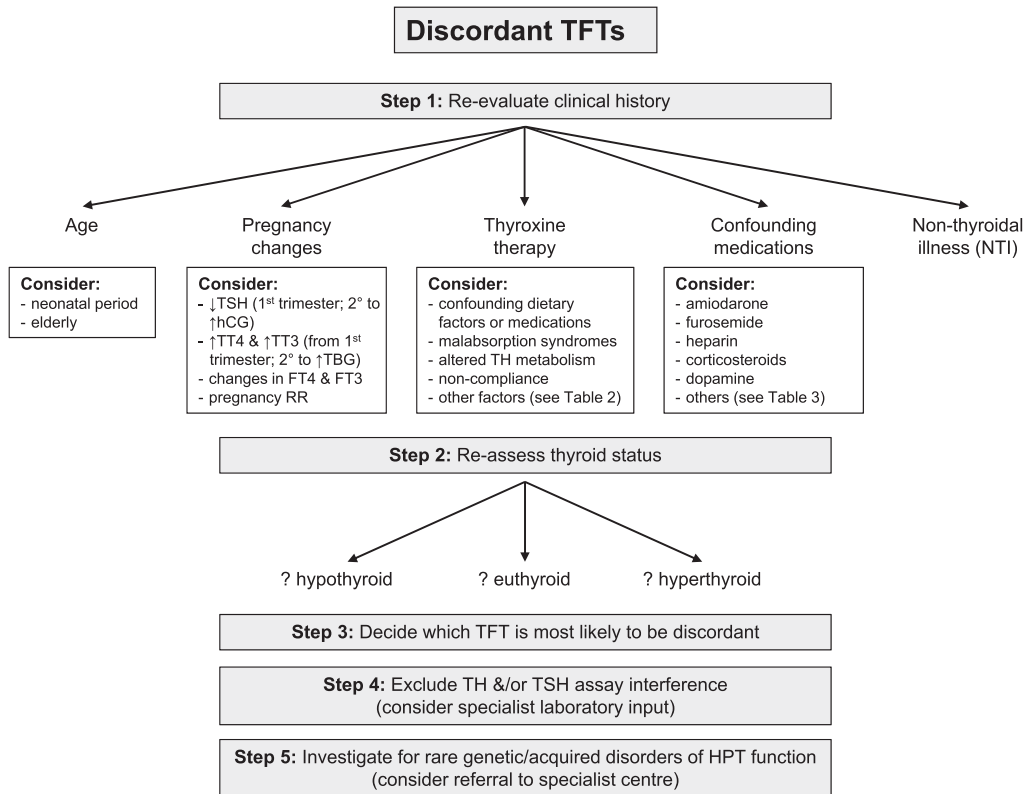 Discordant TFTs
Step 1: Re-evaluate clinical history
Age
Pregnancy
changes
Thyroxine
therapy
Confounding
medications
Non-thyroidal
illness (NTI)
Consider:
- neonatal period
- elderly
Consider:
- ↓TSH (1st trimester; 2° to
↑hCG)
- ↑TT4 & ↑TT3 (from 1st
trimester; 2° to ↑TBG)
- changes in FT4 & FT3
- pregnancy RR
Consider:
- confounding dietary
factors or medications
- malabsorption syndromes
- altered TH metabolism
- non-compliance
- other factors (see Table 2)
Consider:
- amiodarone
- furosemide
- heparin
- corticosteroids
- dopamine
- others (see Table 3)
Step 2: Re-assess thyroid status
? hypothyroid
? euthyroid
? hyperthyroid
Step 3: Decide which TFT is most likely to be discordant
Step 4: Exclude TH &/or TSH assay interference
(consider specialist laboratory input)
Step 5: Investigate for rare genetic/acquired disorders of HPT function
(consider referral to specialist centre)